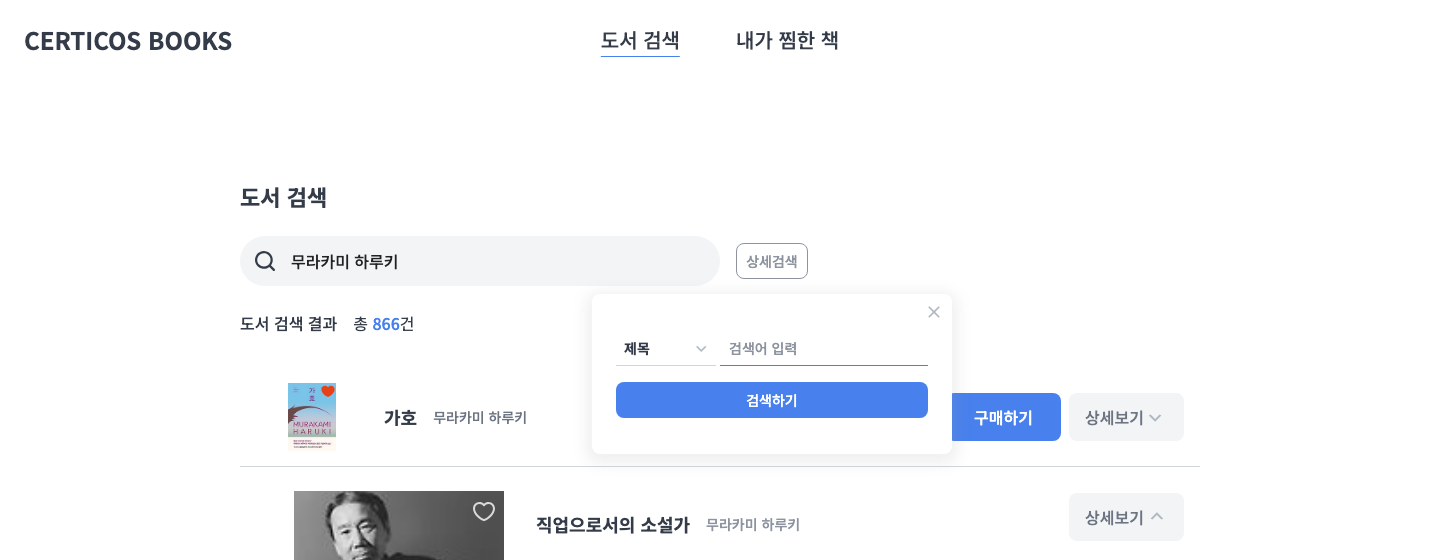 CERTICOS BOOKS
도서 검색
내가 찜한 책
도서 검색
무라카미 하루키
상세검색
도서 검색 결과 총 866건
제목
검색어 입력
검색하기
가
호
MURAKAMI
HARUKI
가호 무라카미 하루키
구매하기
상세보기
직업으로서의 소설가 무라카미 하루키
상세보기